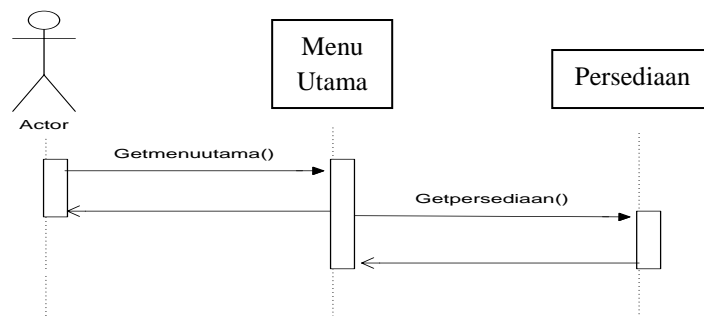 Menu
Utama
Persediaan
Actor
Getmenuutama()
Getpersediaan()